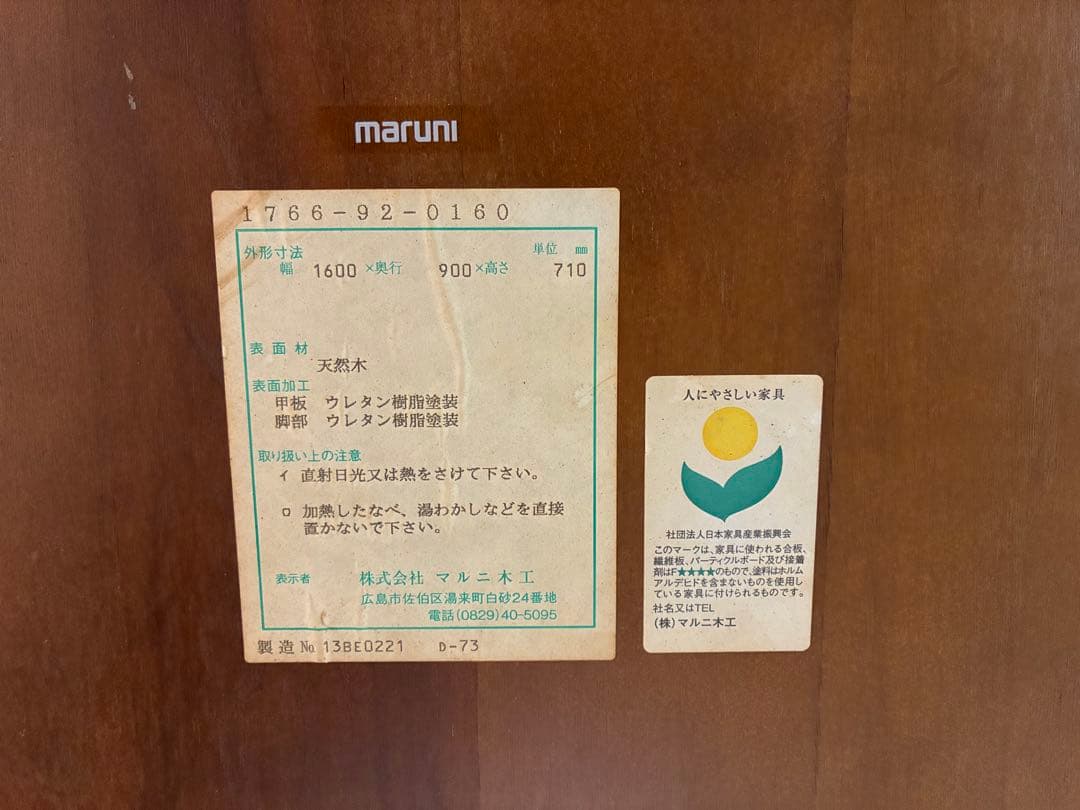 maruni
1766-92-0160
外形寸法 単位 mm
幅 1600 ×奥行 900×高さ 710
表面材
天然木
表面加工
甲板 ウレタン樹脂塗装
脚部 ウレタン樹脂塗装
取り扱い上の注意
イ 直射日光又は熱をさけて下さい。
ロ 加熱したなべ、湯わかしなどを直接
置かないで下さい。
表示者 株式会社 マルニ木工
広島市佐伯区湯来町白砂24番地
電話(0829)40-5095
製造№ 13BE0221 D-73
人にやさしい家具
社団法人日本家具産業振興会
このマークは、家具に使われる合板、
繊維板、パーティクルボード及び接着
剤はF★★★★のもので、塗料はホルム
アルデヒドを含まないものを使用し
ている家具に付けられるものです。
社名又はTEL
(株)マルニ木工